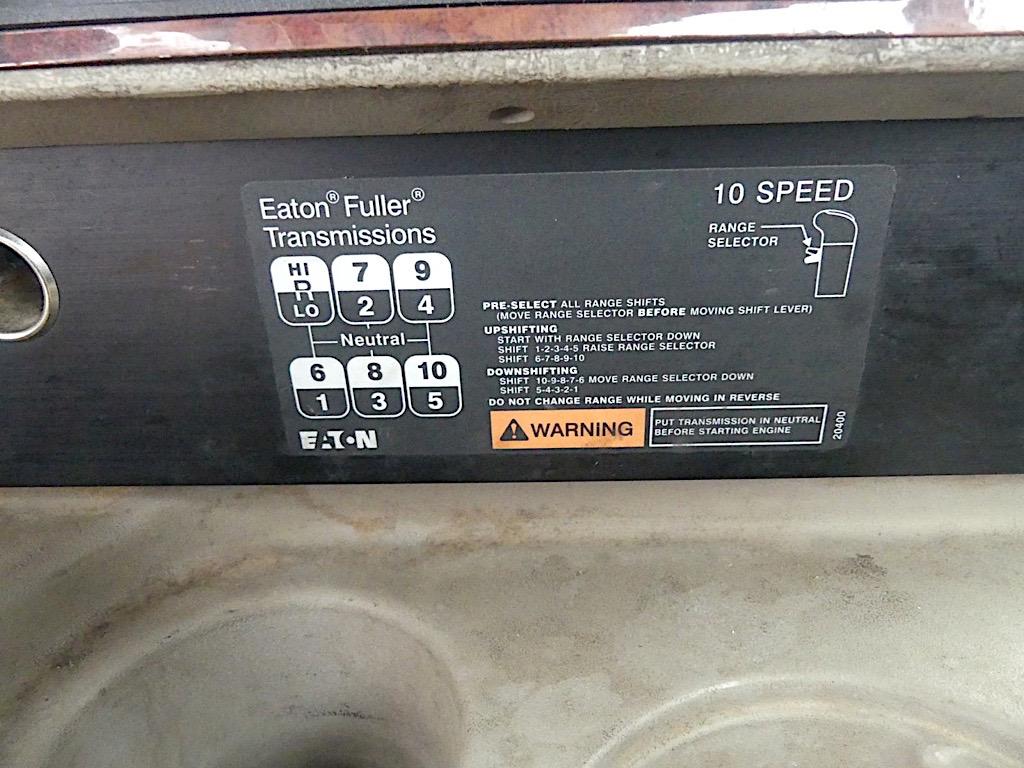 Eaton® Fuller®
Transmissions
10 SPEED
RANGE
SELECTOR
HI 7 9
R
LO 2 4
Neutral
6 8 10
1 3 5
PRE-SELECT ALL RANGE SHIFTS
(MOVE RANGE SELECTOR BEFORE MOVING SHIFT LEVER)
UPSHIFTING
START WITH RANGE SELECTOR DOWN
SHIFT 1-2-3-4-5 RAISE RANGE SELECTOR
SHIFT 6-7-8-9-10
DOWNSHIFTING
SHIFT 10-9-8-7-6 MOVE RANGE SELECTOR DOWN
SHIFT 5-4-3-2-1
DO NOT CHANGE RANGE WHILE MOVING IN REVERSE
EATON
WARNING
PUT TRANSMISSION IN NEUTRAL
BEFORE STARTING ENGINE
20400